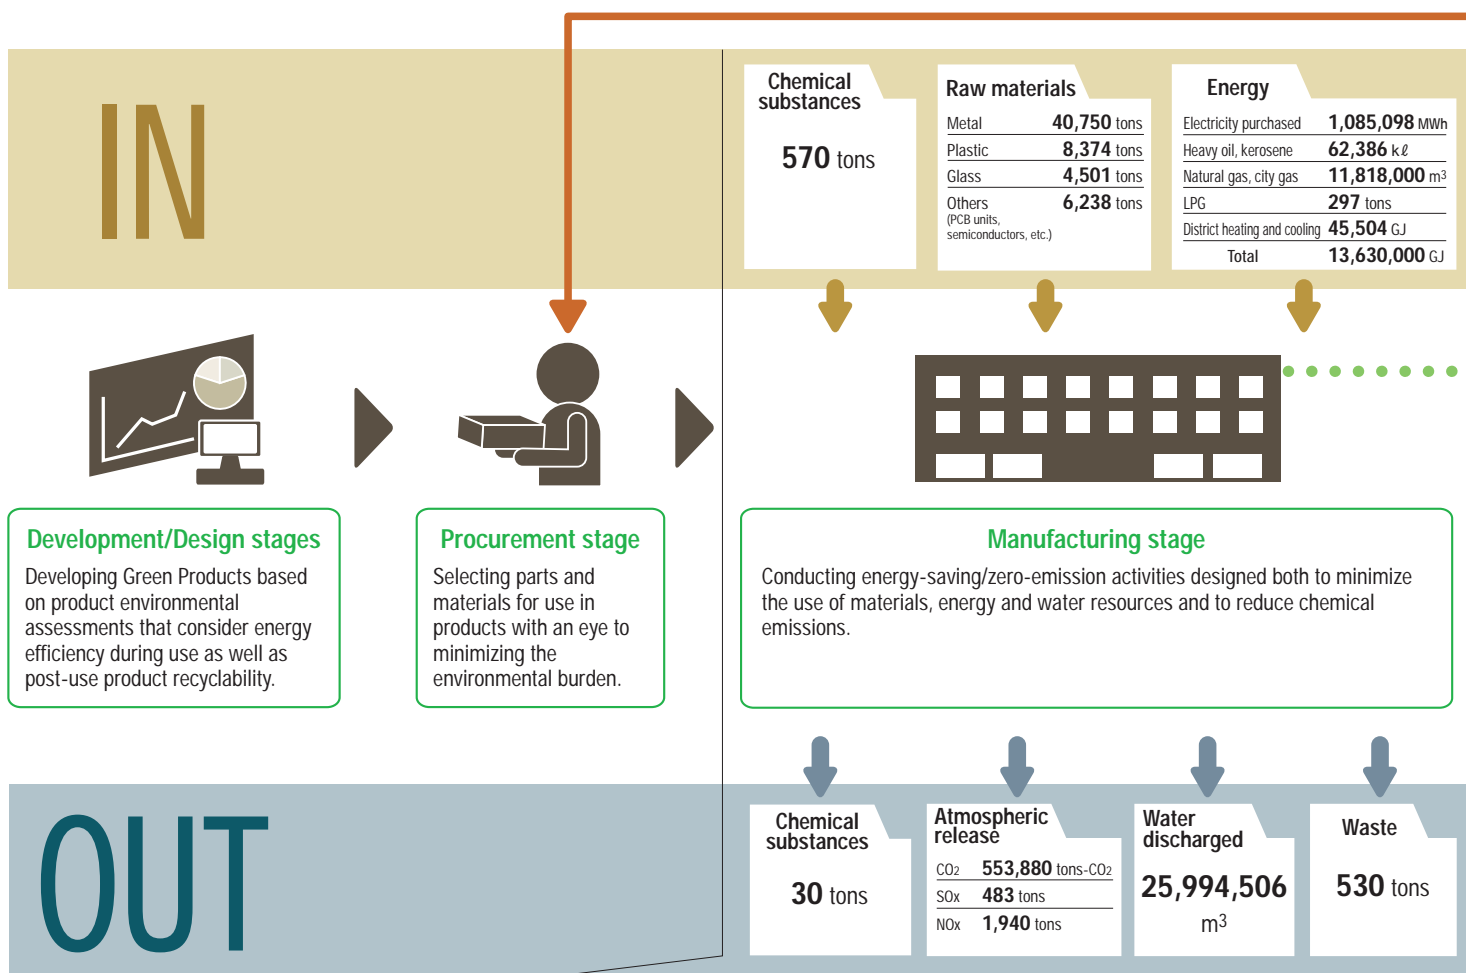 IN
Chemical
substances
570 tons
Raw materials
Metal 40,750 tons
Plastic 8,374 tons
Glass 4,501 tons
Others 6,238 tons
(PCB units,
semiconductors, etc.)
Energy
Electricity purchased 1,085,098 MWh
Heavy oil, kerosene 62,386 kℓ
Natural gas, city gas 11,818,000 m³
LPG 297 tons
District heating and cooling 45,504 GJ
Total 13,630,000 GJ
Development/Design stages
Developing Green Products based
on product environmental
assessments that consider energy
efficiency during use as well as
post-use product recyclability.
Procurement stage
Selecting parts and
materials for use in
products with an eye to
minimizing the
environmental burden.
Manufacturing stage
Conducting energy-saving/zero-emission activities designed both to minimize
the use of materials, energy and water resources and to reduce chemical
emissions.
OUT
Chemical
substances
30 tons
Atmospheric
release
CO₂ 553,880 tons-CO₂
SOx 483 tons
NOx 1,940 tons
Water
discharged
25,994,506
m³
Waste
530 tons